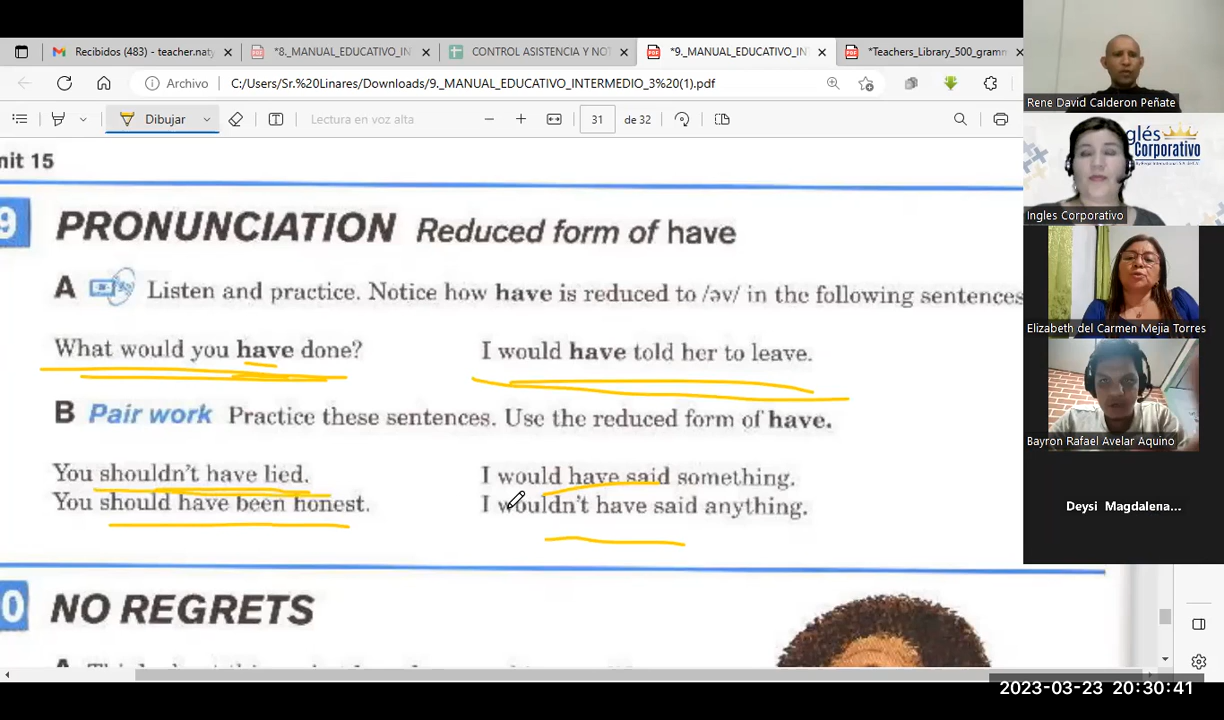 Recibidos (483) - teacher.naty
*8._MANUAL_EDUCATIVO_IN
CONTROL ASISTENCIA Y NOT
*9._MANUAL_EDUCATIVO_IN
*Teachers_Library_500_gramm
Archivo
C:/Users/Sr.%20Linares/Downloads/9._MANUAL_EDUCATIVO_INTERMEDIO_3%20(1).pdf
Dibujar
Lectura en voz alta
31 de 32
nit 15
9 PRONUNCIATION Reduced form of have
A Listen and practice. Notice how have is reduced to /əv/ in the following sentences
What would you have done? I would have told her to leave.
B Pair work Practice these sentences. Use the reduced form of have.
You shouldn't have lied. I would have said something.
You should have been honest. I wouldn't have said anything.
0 NO REGRETS
Rene David Calderon Peñate
glés
Corporativo
Ingles Corporativo
Elizabeth del Carmen Mejia Torres
Bayron Rafael Avelar Aquino
Deysi Magdalena...
2023-03-23 20:30:41